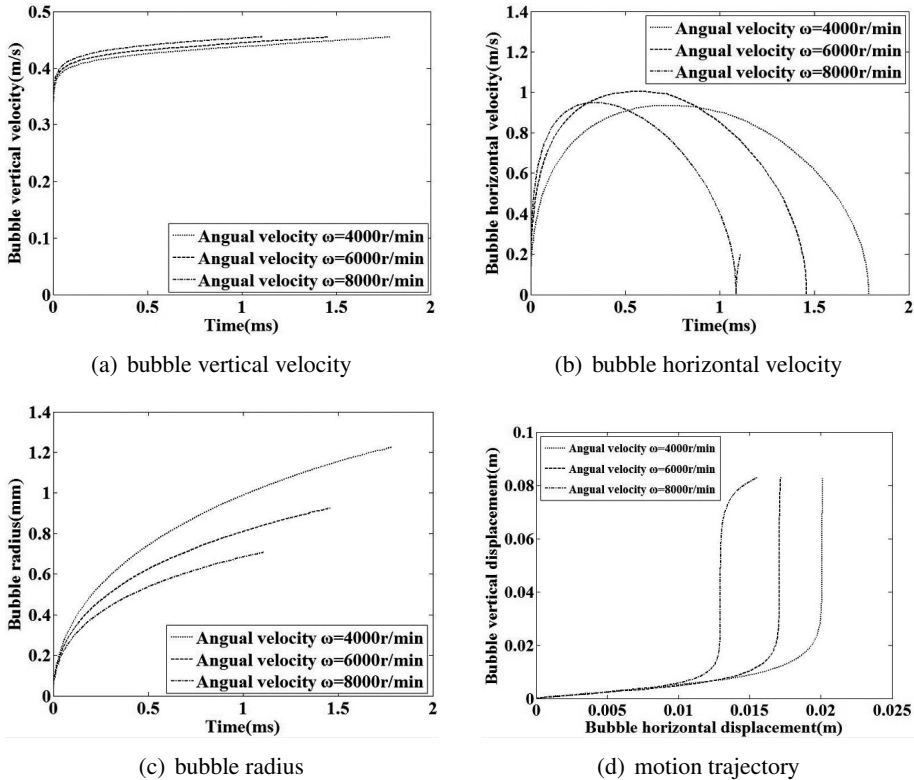 0.5
0.4
0.3
0.2
0.1
0
Bubble vertical velocity(m/s)
Angual velocity ω=4000r/min
Angual velocity ω=6000r/min
Angual velocity ω=8000r/min
0 0.5 1 1.5 2
Time(ms)
(a) bubble vertical velocity
1.4
1.2
1
0.8
0.6
0.4
0.2
0
Bubble horizontal velocity(m/s)
Angual velocity ω=4000r/min
Angual velocity ω=6000r/min
Angual velocity ω=8000r/min
0 0.5 1 1.5 2
Time(ms)
(b) bubble horizontal velocity
1.4
1.2
1
0.8
0.6
0.4
0.2
0
Bubble radius(mm)
Angual velocity ω=4000r/min
Angual velocity ω=6000r/min
Angual velocity ω=8000r/min
0 0.5 1 1.5 2
Time(ms)
(c) bubble radius
0.1
0.08
0.06
0.04
0.02
0
Bubble vertical displacement(m)
Angual velocity ω=4000r/min
Angual velocity ω=6000r/min
Angual velocity ω=8000r/min
0 0.005 0.01 0.015 0.02 0.025
Bubble horizontal displacement(m)
(d) motion trajectory